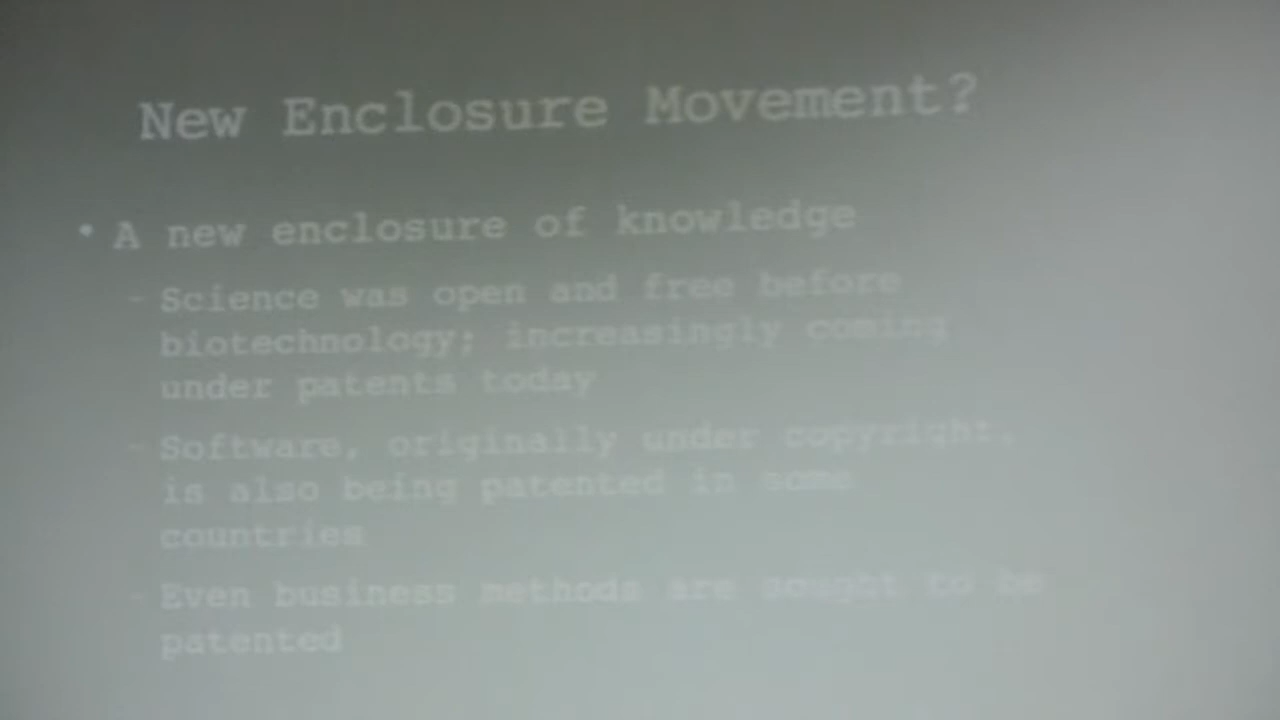 New Enclosure Movement?
• A new enclosure of knowledge
- Science was open and free before
biotechnology; increasingly coming
under patents today
- Software, originally under copyright,
is also being patented in some
countries
- Even business methods are sought to be
patented